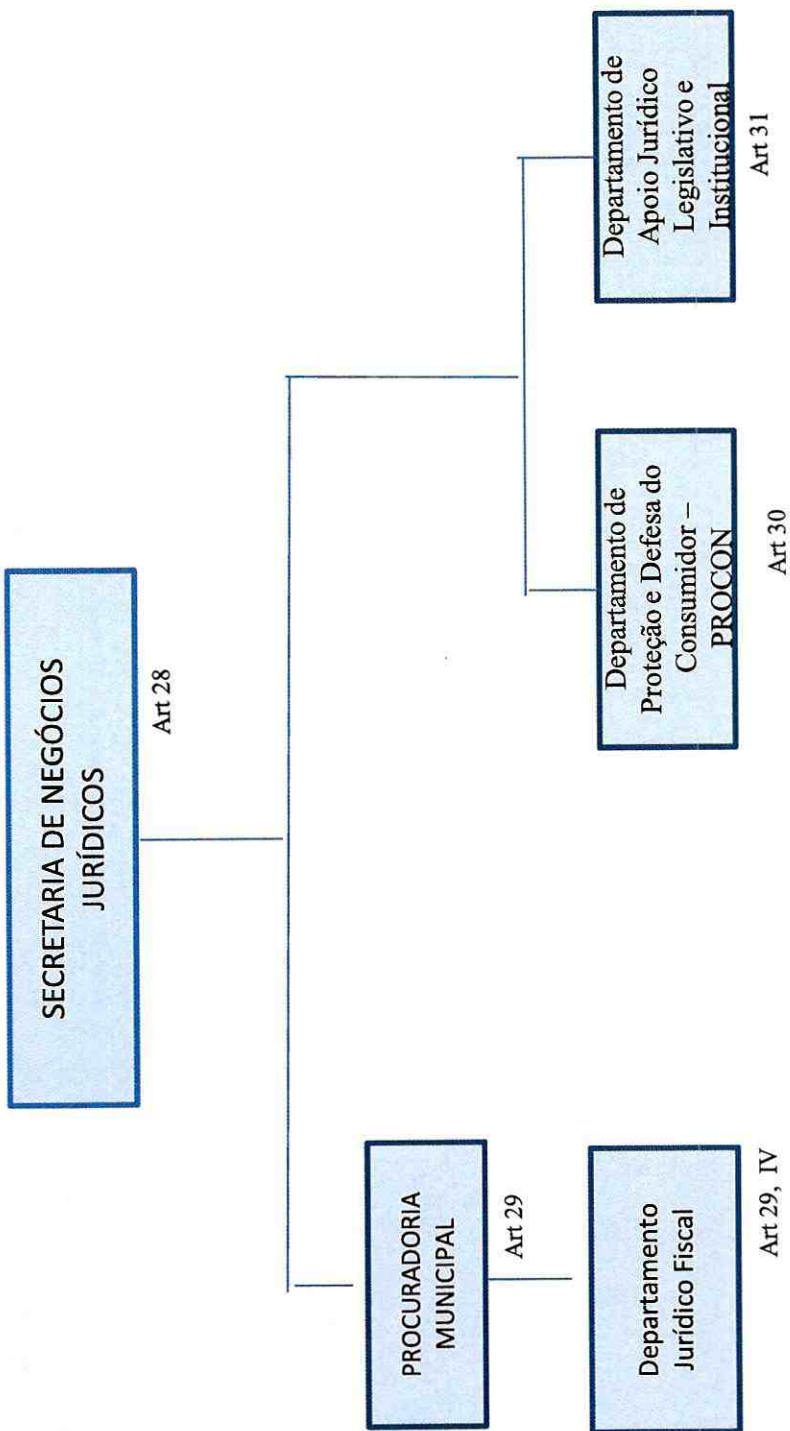 SECRETARIA DE NEGÓCIOS
JURÍDICOS
Art 28
PROCURADORIA
MUNICIPAL
Art 29
Departamento
Jurídico Fiscal
Art 29, IV
Departamento de
Proteção e Defesa do
Consumidor –
PROCON
Art 30
Departamento de
Apoio Jurídico
Legislativo e
Institucional
Art 31